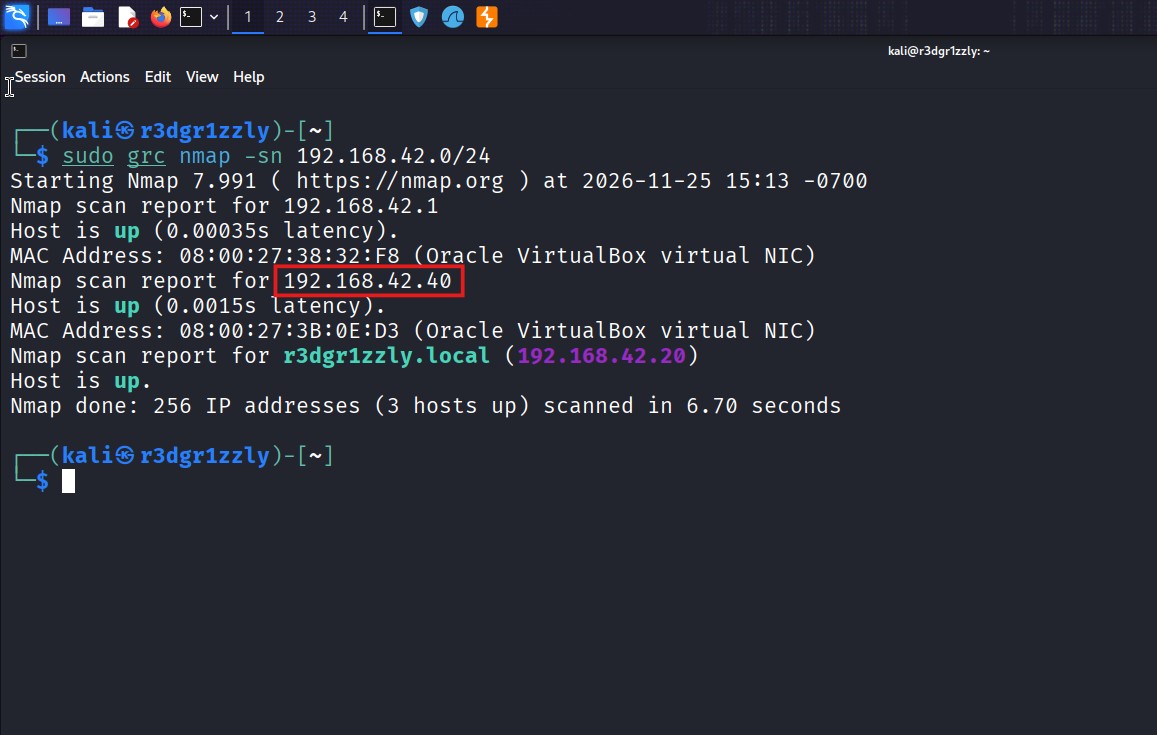 1 2 3 4
kali@r3dgr1zzly: ~
Session Actions Edit View Help
┌──(kali㉿r3dgr1zzly)-[~]
└─$ sudo grc nmap -sn 192.168.42.0/24
Starting Nmap 7.991 ( https://nmap.org ) at 2026-11-25 15:13 -0700
Nmap scan report for 192.168.42.1
Host is up (0.00035s latency).
MAC Address: 08:00:27:38:32:F8 (Oracle VirtualBox virtual NIC)
Nmap scan report for 192.168.42.40
Host is up (0.0015s latency).
MAC Address: 08:00:27:3B:0E:D3 (Oracle VirtualBox virtual NIC)
Nmap scan report for r3dgr1zzly.local (192.168.42.20)
Host is up.
Nmap done: 256 IP addresses (3 hosts up) scanned in 6.70 seconds
┌──(kali㉿r3dgr1zzly)-[~]
└─$